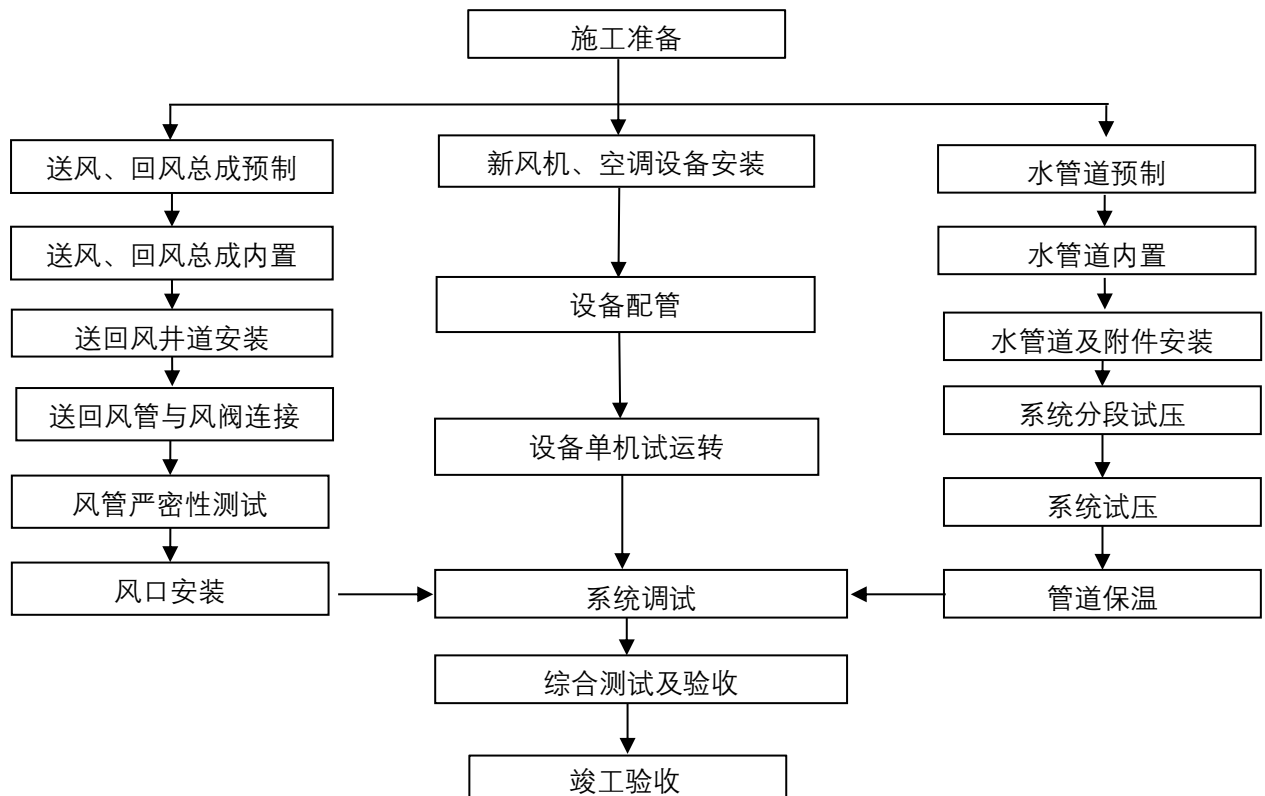 施工准备
送风、回风总成预制
新风机、空调设备安装
水管道预制
送风、回风总成内置
水管道内置
设备配管
送回风井道安装
水管道及附件安装
送回风管与风阀连接
系统分段试压
设备单机试运转
风管严密性测试
系统试压
风口安装
系统调试
管道保温
综合测试及验收
竣工验收